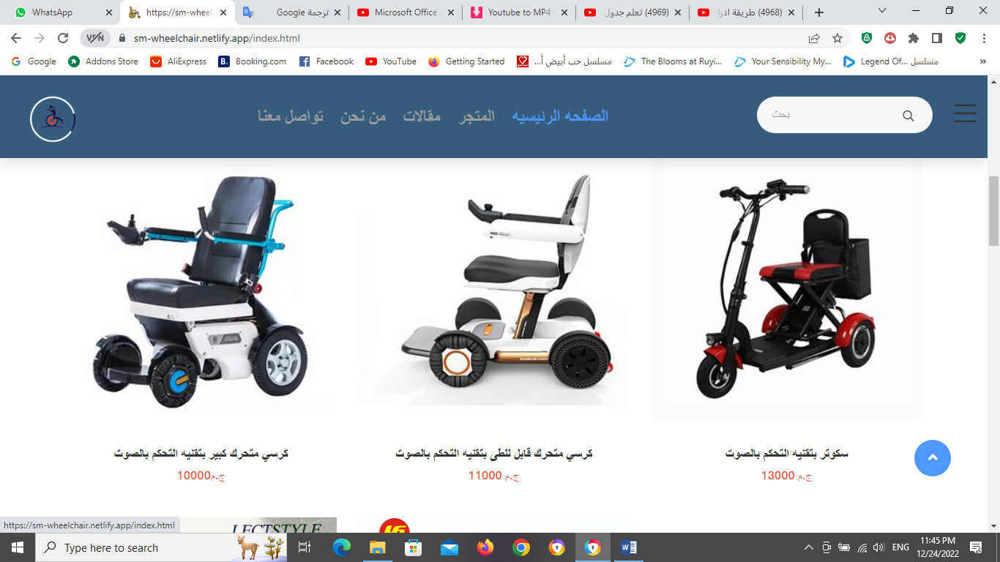 WhatsApp
https://sm-wheel
ترجمة Google
Microsoft Office
Youtube to MP4
(4969) تعلم جدول
(4968) طريقة ادرا
VPN
sm-wheelchair.netlify.app/index.html
Google
Addons Store
AliExpress
Booking.com
Facebook
YouTube
Getting Started
مسلسل حب أبيض أ...
The Blooms at Ruyi...
Your Sensibility My...
Legend Of... مسلسل
الصفحه الرئيسيه
المتجر
مقالات
من نحن
تواصل معنا
بحث
كرسي متحرك كبير بتقنيه التحكم بالصوت
ج.م10000
كرسي متحرك قابل للطى بتقنيه التحكم بالصوت
ج.م 11000
سكوتر بتقنيه التحكم بالصوت
ج.م 13000
https://sm-wheelchair.netlify.app/index.html
LECTSTYLE
Type here to search
ENG
11:45 PM
12/24/2022